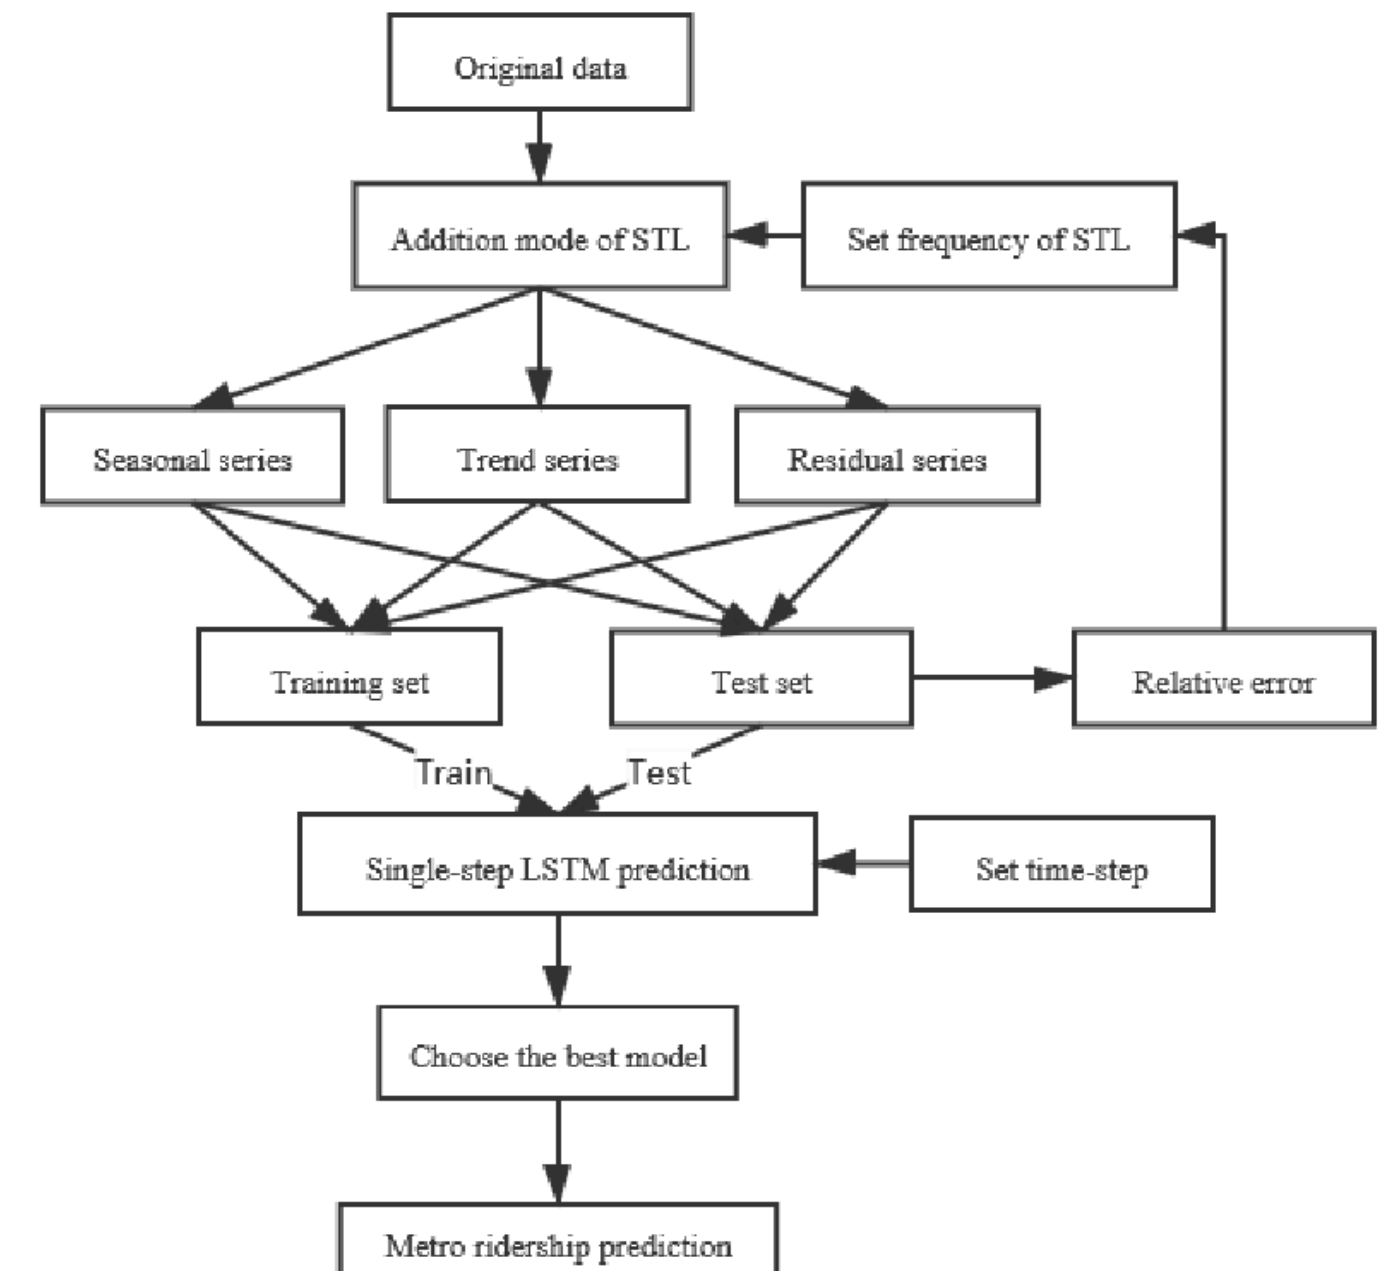 Original data
Addition mode of STL
Set frequency of STL
Seasonal series
Trend series
Residual series
Training set
Test set
Relative error
Train
Test
Single-step LSTM prediction
Set time-step
Choose the best model
Metro ridership prediction